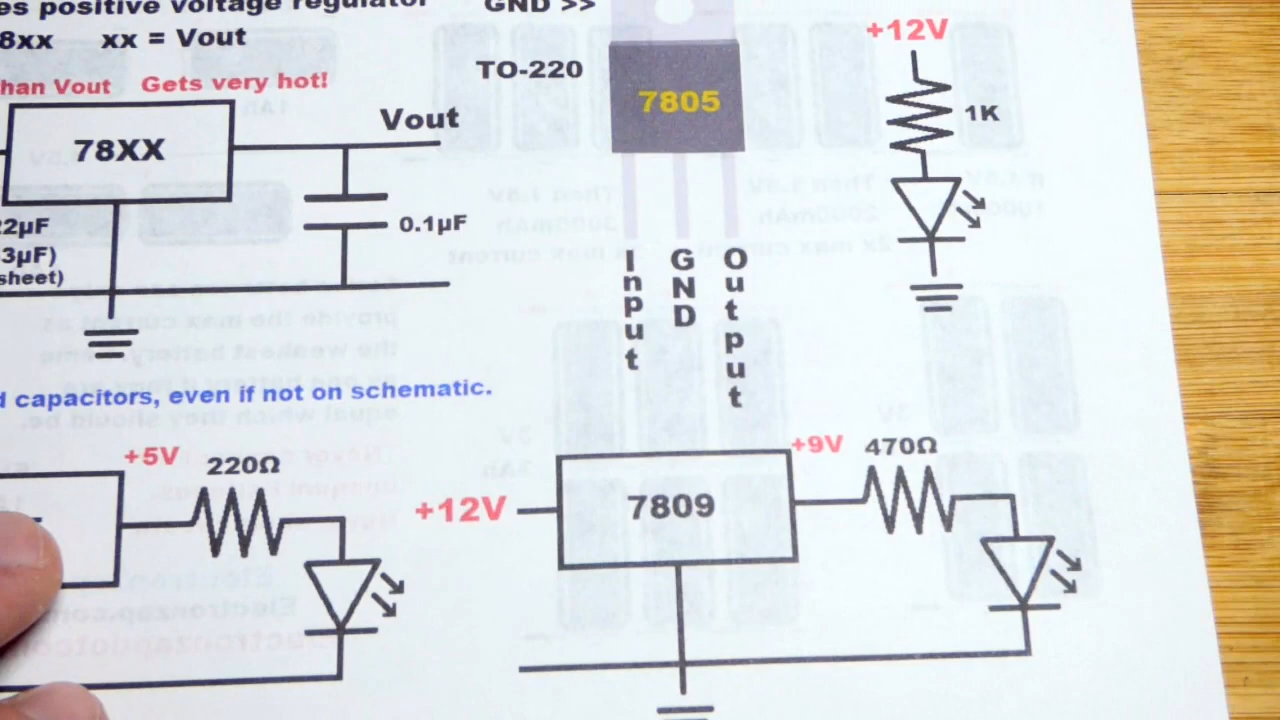 es positive voltage regulator
8xx xx = Vout
han Vout Gets very hot!
78XX
Vout
22µF
3µF)
sheet)
0.1µF
GND >>
TO-220
7805
Input
GND
Output
+12V
1K
d capacitors, even if not on schematic.
+5V
220Ω
+12V
7809
+9V
470Ω